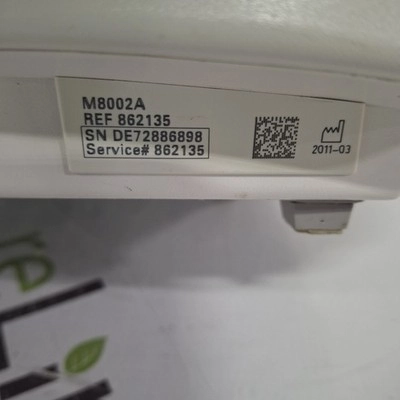 M8002A
REF 862135
SN DE72886898
Service# 862135
2011-03